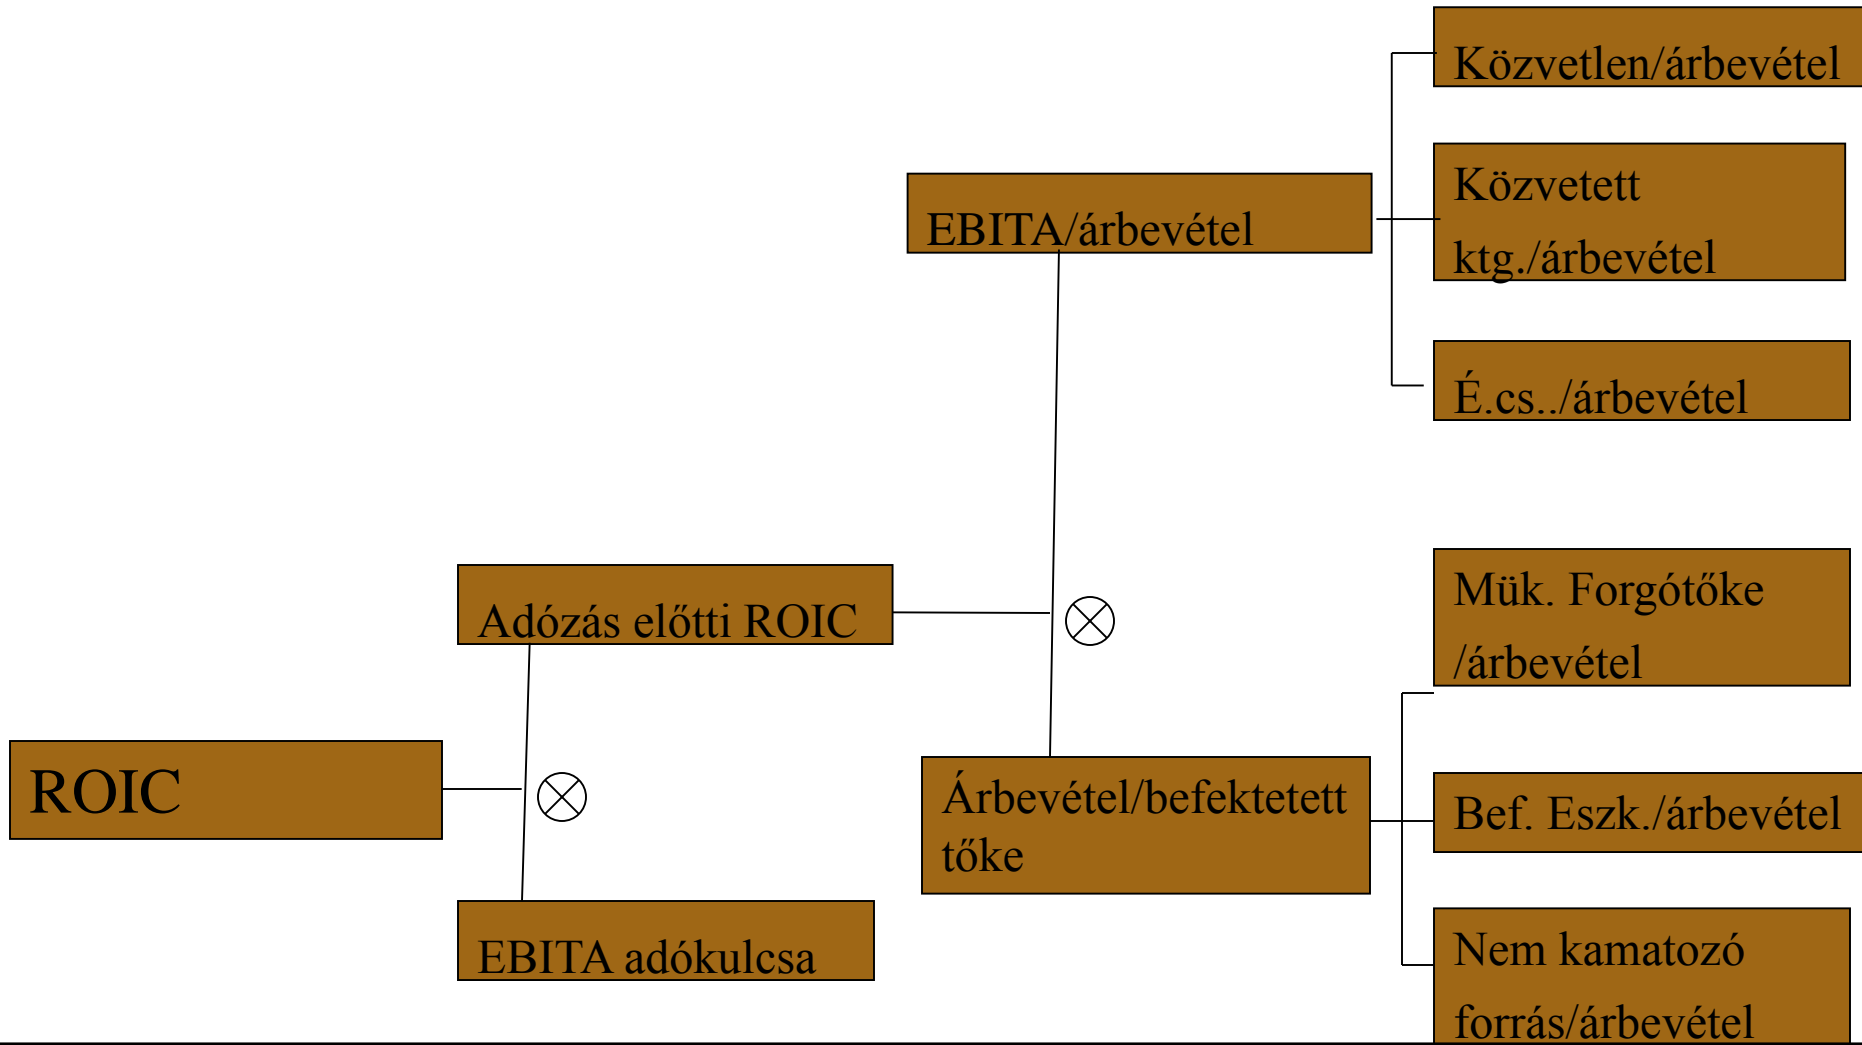 Közvetlen/árbevétel
Közvetett
ktg./árbevétel
EBITA/árbevétel
É.cs../árbevétel
Mük. Forgótőke
/árbevétel
Adózás előtti ROIC
ROIC
Árbevétel/befektetett
tőke
Bef. Eszk./árbevétel
EBITA adókulcsa
Nem kamatozó
forrás/árbevétel